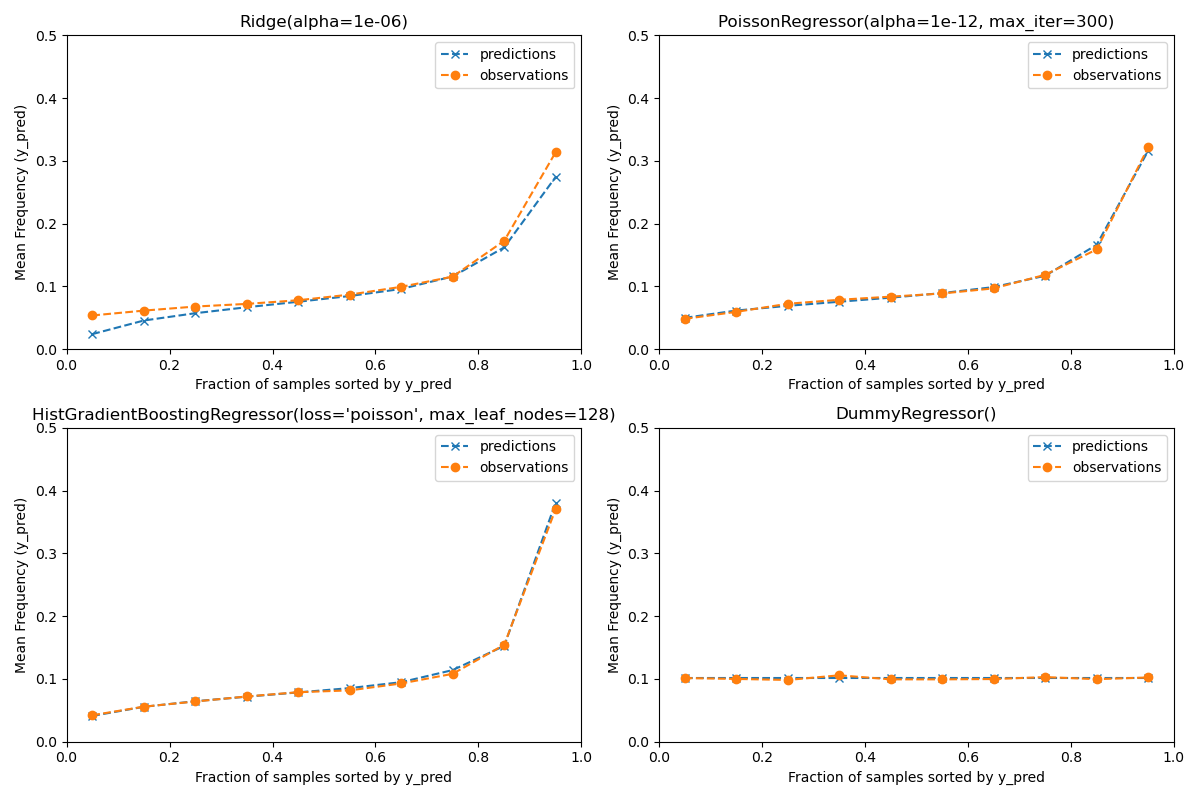 Ridge(alpha=1e-06)
0.5
0.4
0.3
0.2
0.1
0.0
Mean Frequency (y_pred)
predictions
observations
0.0 0.2 0.4 0.6 0.8 1.0
Fraction of samples sorted by y_pred
PoissonRegressor(alpha=1e-12, max_iter=300)
0.5
0.4
0.3
0.2
0.1
0.0
Mean Frequency (y_pred)
predictions
observations
0.0 0.2 0.4 0.6 0.8 1.0
Fraction of samples sorted by y_pred
HistGradientBoostingRegressor(loss='poisson', max_leaf_nodes=128)
0.5
0.4
0.3
0.2
0.1
0.0
Mean Frequency (y_pred)
predictions
observations
0.0 0.2 0.4 0.6 0.8 1.0
Fraction of samples sorted by y_pred
DummyRegressor()
0.5
0.4
0.3
0.2
0.1
0.0
Mean Frequency (y_pred)
predictions
observations
0.0 0.2 0.4 0.6 0.8 1.0
Fraction of samples sorted by y_pred